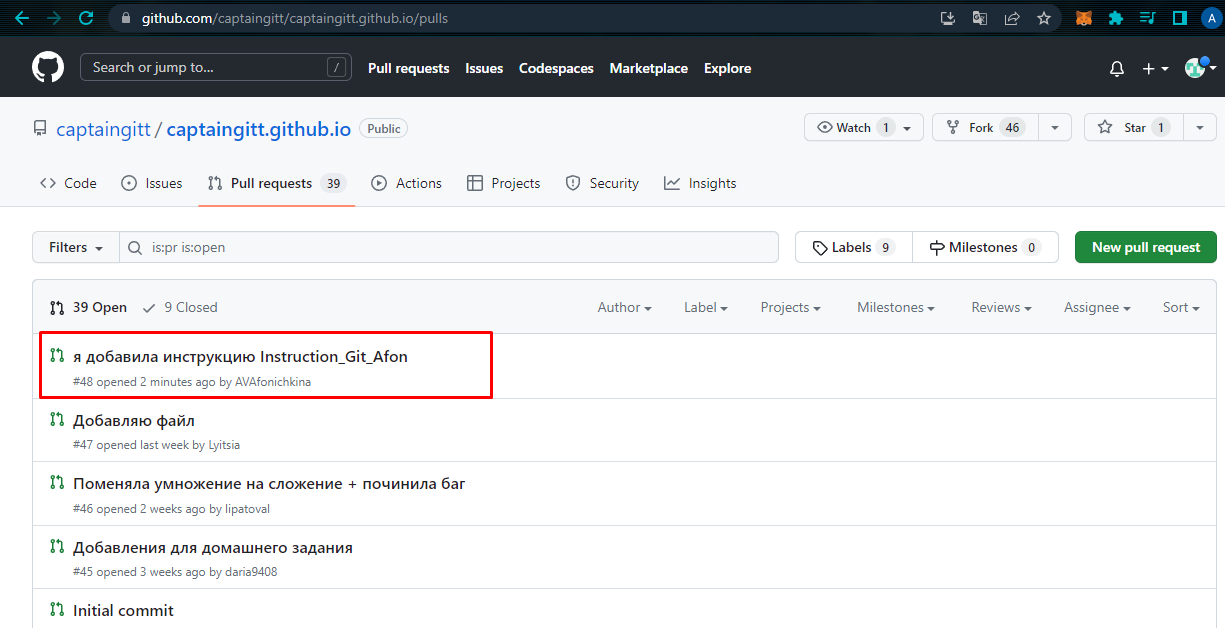 github.com/captaingitt/captaingitt.github.io/pulls
A
Search or jump to... /
Pull requests Issues Codespaces Marketplace Explore
captaingitt / captaingitt.github.io Public
Watch 1 Fork 46 Star 1
Code Issues Pull requests 39 Actions Projects Security Insights
Filters is:pr is:open Labels 9 Milestones 0 New pull request
39 Open 9 Closed Author Label Projects Milestones Reviews Assignee Sort
я добавила инструкцию Instruction_Git_Afon
#48 opened 2 minutes ago by AVAfonichkina
Добавляю файл
#47 opened last week by Lyitsia
Поменяла умножение на сложение + починила баг
#46 opened 2 weeks ago by lipatoval
Добавления для домашнего задания
#45 opened 3 weeks ago by daria9408
Initial commit